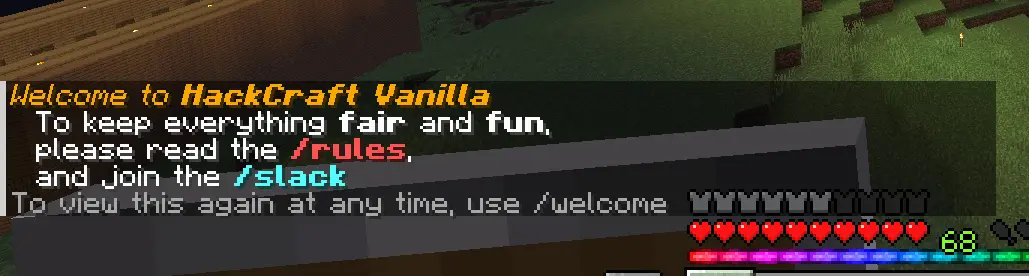 Welcome to HackCraft Vanilla
To keep everything fair and fun,
please read the /rules,
and join the /slack
To view this again at any time, use /welcome
68